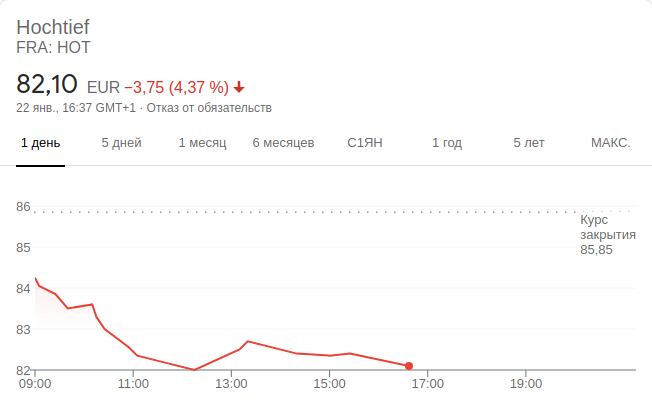 Hochtief
FRA: HOT
82,10 EUR −3,75 (4,37 %)
22 янв., 16:37 GMT+1 · Отказ от обязательств
1 день 5 дней 1 месяц 6 месяцев С1ЯН 1 год 5 лет МАКС.
86
Курс
закрытия
85,85
85
84
83
82
09:00 11:00 13:00 15:00 17:00 19:00